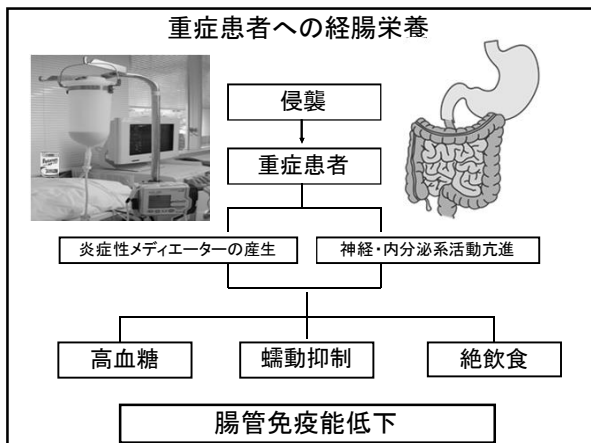 重症患者への経腸栄養
侵襲
重症患者
炎症性メディエーターの産生
神経・内分泌系活動亢進
高血糖
蠕動抑制
絶飲食
腸管免疫能低下